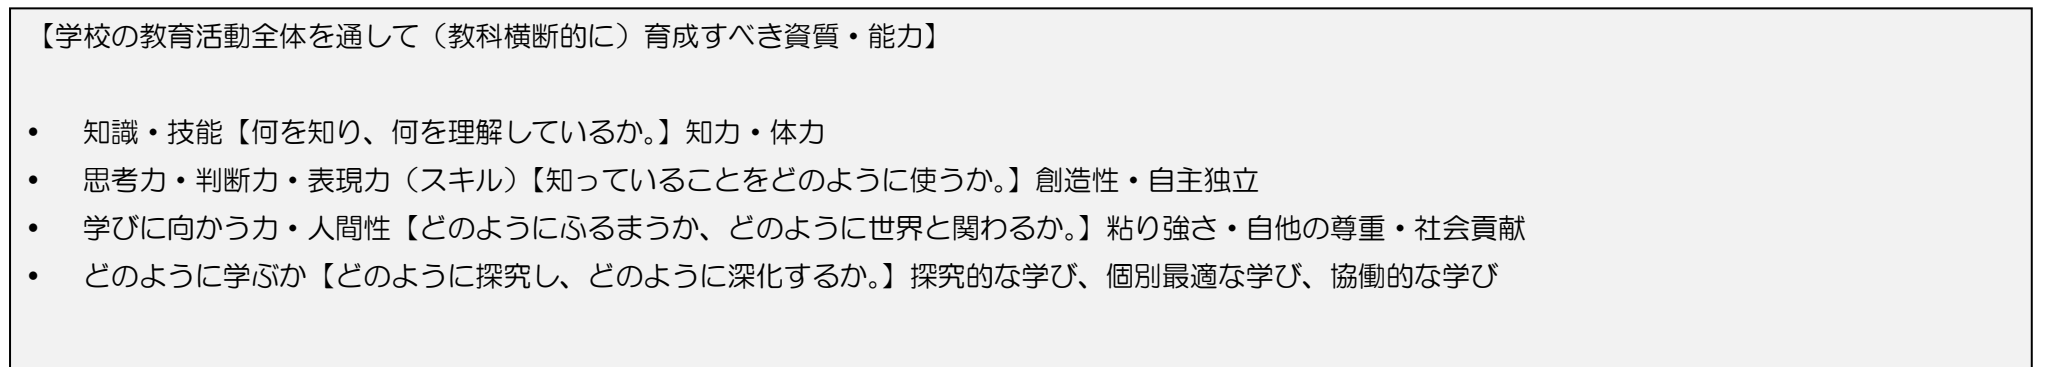 【学校の教育活動全体を通して（教科横断的に）育成すべき資質・能力】
• 知識・技能【何を知り、何を理解しているか。】知力・体力
• 思考力・判断力・表現力（スキル）【知っていることをどのように使うか。】創造性・自主独立
• 学びに向かう力・人間性【どのようにふるまうか、どのように世界と関わるか。】粘り強さ・自他の尊重・社会貢献
• どのように学ぶか【どのように探究し、どのように深化するか。】探究的な学び、個別最適な学び、協働的な学び